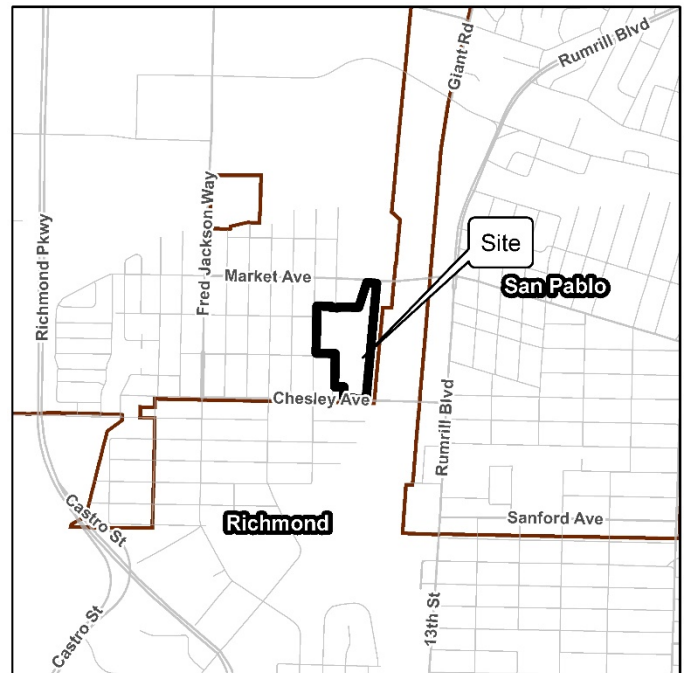 Giant Rd
Rumrill Blvd
Fred Jackson Way
Richmond Pkwy
Site
Market Ave
San Pablo
Chesley Ave
Rumrill Blvd
Castro St
Richmond
Sanford Ave
13th St
Castro St